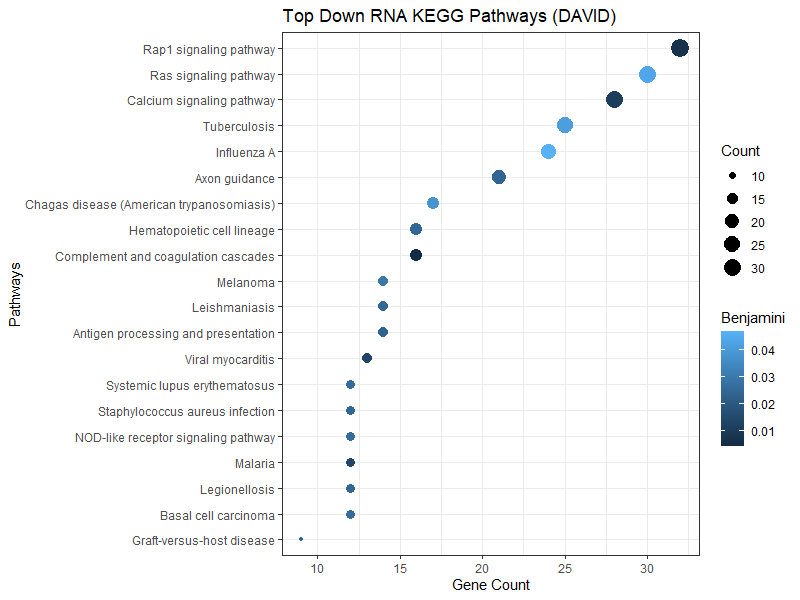 Top Down RNA KEGG Pathways (DAVID)
Rap1 signaling pathway
Ras signaling pathway
Calcium signaling pathway
Tuberculosis
Influenza A
Axon guidance
Chagas disease (American trypanosomiasis)
Hematopoietic cell lineage
Complement and coagulation cascades
Melanoma
Leishmaniasis
Antigen processing and presentation
Viral myocarditis
Systemic lupus erythematosus
Staphylococcus aureus infection
NOD-like receptor signaling pathway
Malaria
Legionellosis
Basal cell carcinoma
Graft-versus-host disease
Pathways
10 15 20 25 30
Gene Count
Count
10
15
20
25
30
Benjamini
0.04
0.03
0.02
0.01